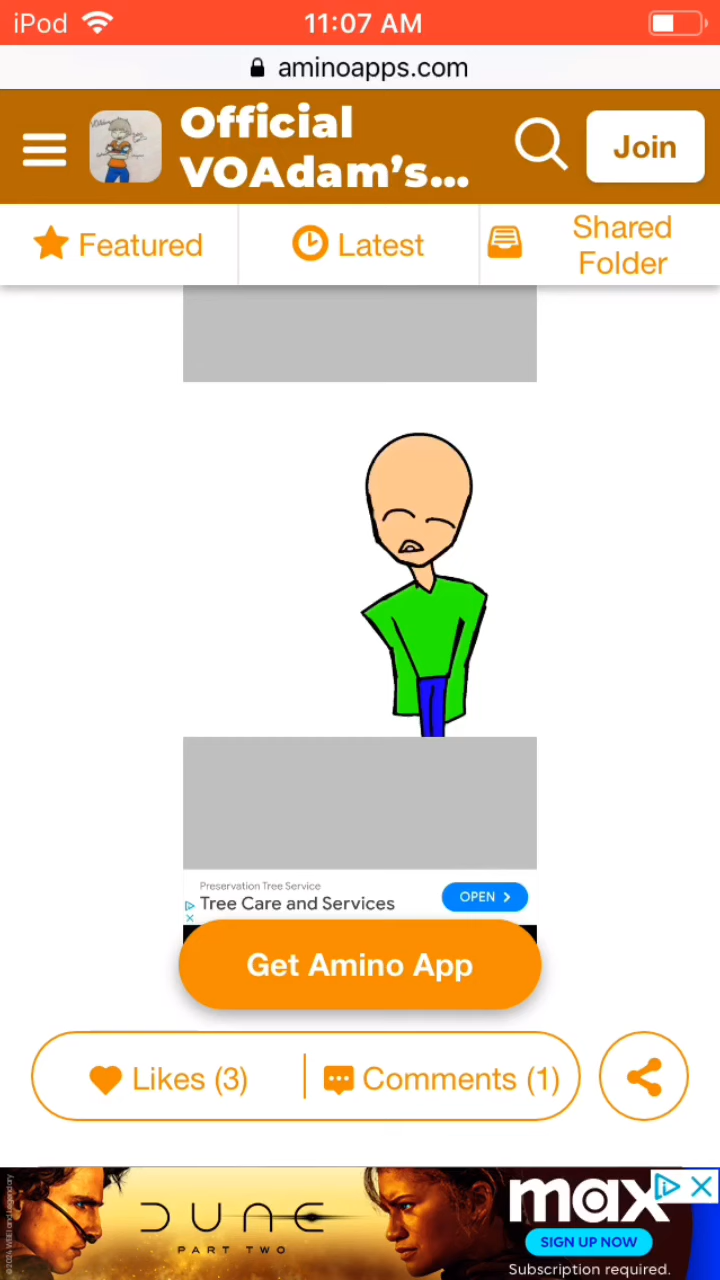 iPod 11:07 AM
aminoapps.com
Official
VOAdam's...
Join
Featured
Latest
Shared
Folder
Preservation Tree Service
Tree Care and Services
OPEN
Get Amino App
Likes (3)
Comments (1)
DUNE
PART TWO
max
SIGN UP NOW
Subscription required.